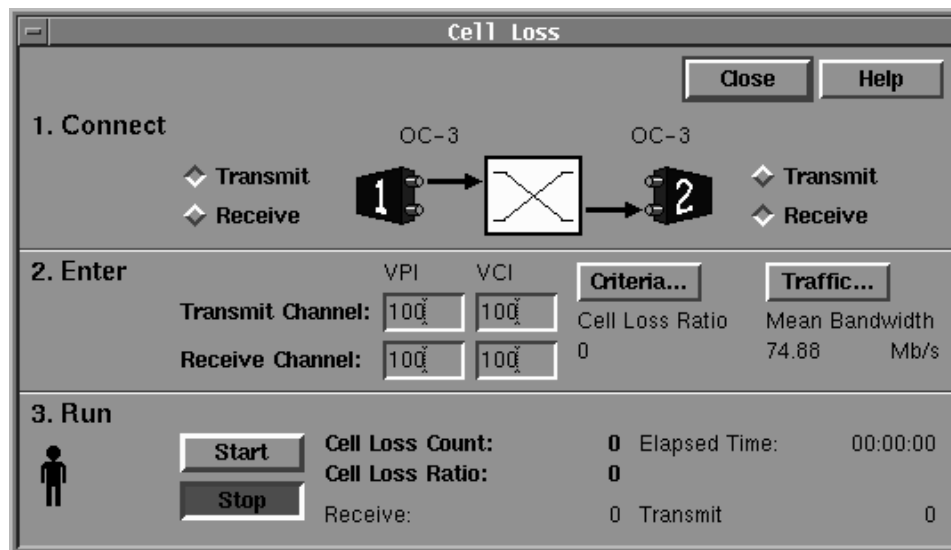 Cell Loss
Close Help
1. Connect
OC-3 OC-3
Transmit 1 2 Transmit
Receive Receive
2. Enter VPI VCI Criteria... Traffic...
Transmit Channel: 100 100 Cell Loss Ratio Mean Bandwidth
Receive Channel: 100 100 0 74.88 Mb/s
3. Run
Start Cell Loss Count: 0 Elapsed Time: 00:00:00
Cell Loss Ratio: 0
Stop Receive: 0 Transmit 0